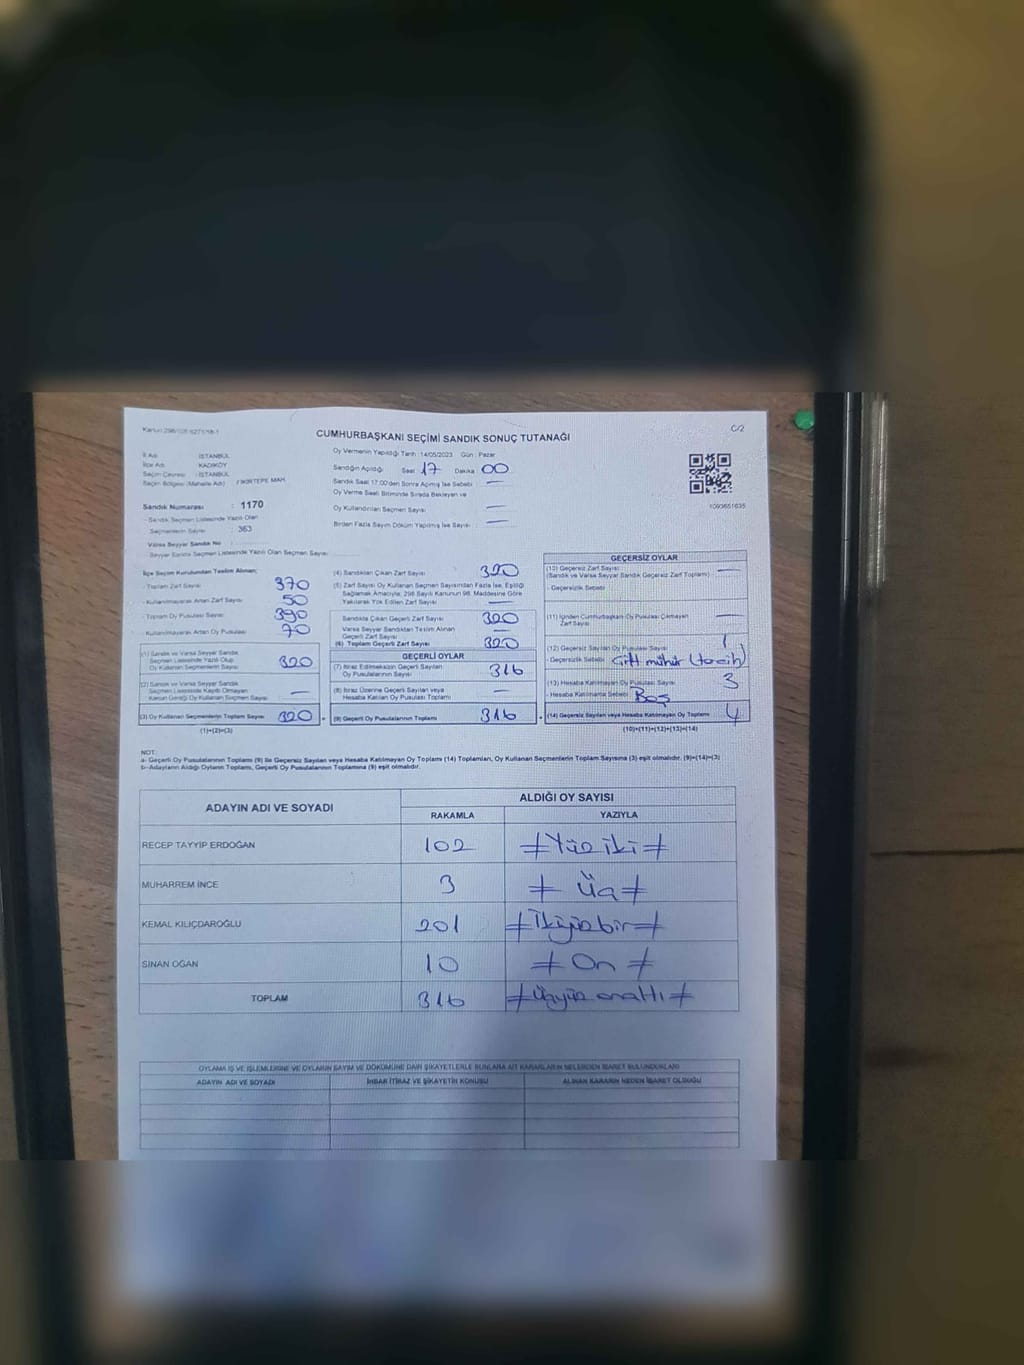 Kanun 298/105 6271/18-1
C/2
CUMHURBAŞKANI SEÇİMİ SANDIK SONUÇ TUTANAĞI
İl Adı : İSTANBUL
İlçe Adı : KADIKÖY
Seçim Çevresi : İSTANBUL
Seçim Bölgesi (Mahalle Adı) : FİKİRTEPE MAH
Sandık Numarası : 1170
Sandık Seçmen Listesinde Yazılı Olan
Seçmenlerin Sayısı : 363
Varsa Seyyar Sandık No
Seyyar Sandık Seçmen Listesinde Yazılı Olan Seçmen Sayısı
Oy Vermenin Yapıldığı Tarih : 14/05/2023 Gün : Pazar
Sandığın Açıldığı Saat 17 Dakika 00
Sandık Saat 17:00'den Sonra Açılmış İse Sebebi : —
Oy Verme Saati Bitiminde Sırada Bekleyen ve
Oy Kullandırılan Seçmen Sayısı —
Birden Fazla Sayım Döküm Yapılmış İse Sayısı : —
1093651635
İlçe Seçim Kurulundan Teslim Alınan;
- Toplam Zarf Sayısı 370
- Kullanılmayarak Artan Zarf Sayısı 50
- Toplam Oy Pusulası Sayısı 390
- Kullanılmayarak Artan Oy Pusulası 70
(1) Sandık ve Varsa Seyyar Sandık
Seçmen Listesinde Yazılı Olup
Oy Kullanan Seçmenlerin Sayısı 320
(2) Sandık ve Varsa Seyyar Sandık
Seçmen Listesinde Kayıtlı Olmayan
Kanun Gereği Oy Kullanan Seçmen Sayısı —
(3) Oy Kullanan Seçmenlerin Toplam Sayısı 320
(1)+(2)=(3)
(4) Sandıktan Çıkan Zarf Sayısı 320
(5) Zarf Sayısı Oy Kullanan Seçmen Sayısından Fazla İse, Eşitliği
Sağlamak Amacıyla; 298 Sayılı Kanunun 98. Maddesine Göre
Yakılarak Yok Edilen Zarf Sayısı —
Sandıkta Çıkan Geçerli Zarf Sayısı 320
Varsa Seyyar Sandıktan Teslim Alınan
Geçerli Zarf Sayısı —
(6) Toplam Geçerli Zarf Sayısı 320
GEÇERLİ OYLAR
(7) İtiraz Edilmeksizin Geçerli Sayılan
Oy Pusulalarının Sayısı 316
(8) İtiraz Üzerine Geçerli Sayılan veya
Hesaba Katılan Oy Pusulası Toplamı —
(9) Geçerli Oy Pusulalarının Toplamı 316
GEÇERSİZ OYLAR
(10) Geçersiz Zarf Sayısı —
(Sandık ve Varsa Seyyar Sandık Geçersiz Zarf Toplamı)
- Geçersizlik Sebebi
(11) İçinden Cumhurbaşkanı Oy Pusulası Çıkmayan
Zarf Sayısı —
(12) Geçersiz Sayılan Oy Pusulası Sayısı 1
- Geçersizlik Sebebi Çift mühür (tercih)
(13) Hesaba Katılmayan Oy Pusulası Sayısı 3
- Hesaba Katılmama Sebebi Boş
(14) Geçersiz Sayılan veya Hesaba Katılmayan Oy Toplamı 4
(10)+(11)+(12)+(13)=(14)
NOT:
a- Geçerli Oy Pusulalarının Toplamı (9) ile Geçersiz Sayılan veya Hesaba Katılmayan Oy Toplamı (14) Toplamları, Oy Kullanan Seçmenlerin Toplam Sayısına (3) eşit olmalıdır. (9)+(14)=(3)
b- Adayların Aldığı Oyların Toplamı, Geçerli Oy Pusulalarının Toplamına (9) eşit olmalıdır.
ADAYIN ADI VE SOYADI ALDIĞI OY SAYISI
RAKAMLA YAZIYLA
RECEP TAYYİP ERDOĞAN 102 ≠Yüz iki≠
MUHARREM İNCE 3 ≠ Üç ≠
KEMAL KILIÇDAROĞLU 201 ≠İkiyüz bir≠
SİNAN OĞAN 10 ≠ On ≠
TOPLAM 316 ≠Üçyüz onaltı≠
OYLAMA İŞ VE İŞLEMLERİNE VE OYLARIN SAYIM VE DÖKÜMÜNE DAİR ŞİKAYETLERLE BUNLARA AİT KARARLARIN NELERDEN İBARET BULUNDUKLARI
ADAYIN ADI VE SOYADI İHBAR İTİRAZ VE ŞİKAYETİN KONUSU ALINAN KARARIN NEDEN İBARET OLDUĞU